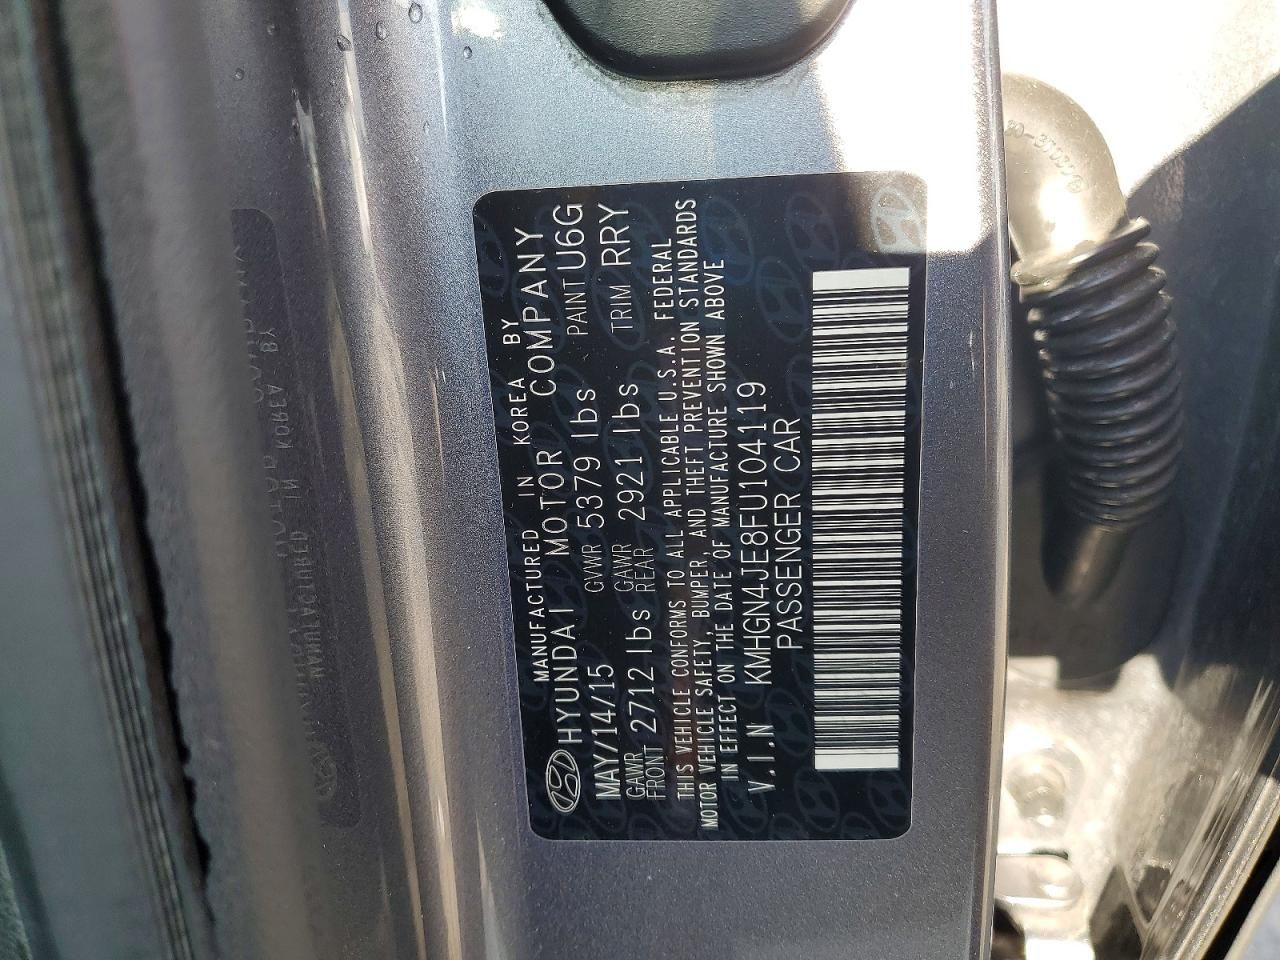 MANUFACTURED IN KOREA BY
HYUNDAI MOTOR COMPANY
MAY/14/15 GVWR 5379 lbs PAINT U6G
GAWR FRONT 2712 lbs GAWR REAR 2921 lbs TRIM RRY
THIS VEHICLE CONFORMS TO ALL APPLICABLE U.S.A. FEDERAL
MOTOR VEHICLE SAFETY, BUMPER, AND THEFT PREVENTION STANDARDS
IN EFFECT ON THE DATE OF MANUFACTURE SHOWN ABOVE
V.I.N KMHGN4JE8FU104119
PASSENGER CAR